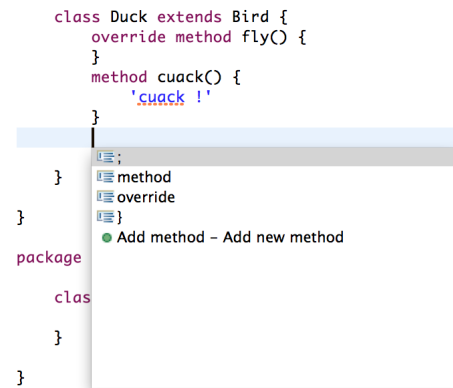 class Duck extends Bird {
override method fly() {
}
method cuack() {
'cuack !'
}
;
method
} override
} }
Add method – Add new method
package
clas
}
}